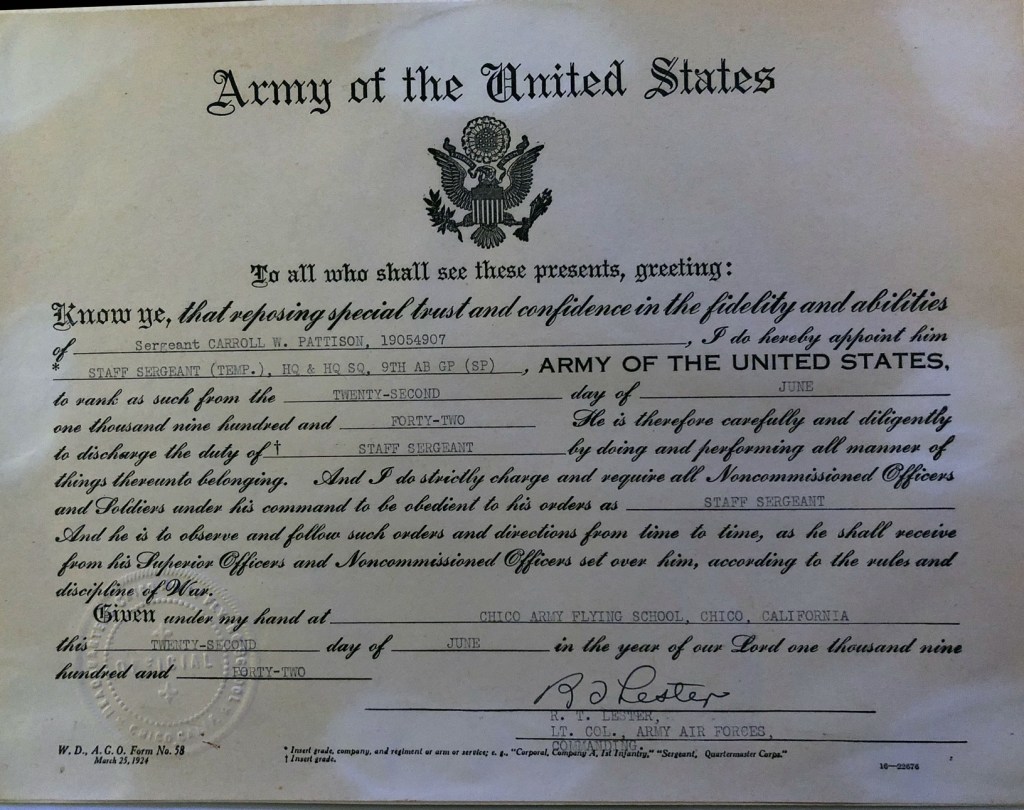 Army of the United States
To all who shall see these presents, greeting:
Know ye, that reposing special trust and confidence in the fidelity and abilities
of Sergeant CARROLL W. PATTISON, 19054907, I do hereby appoint him
* STAFF SERGEANT (TEMP.), HQ & HQ SQ, 9TH AB GP (SP), ARMY OF THE UNITED STATES,
to rank as such from the TWENTY-SECOND day of JUNE
one thousand nine hundred and FORTY-TWO He is therefore carefully and diligently
to discharge the duty of † STAFF SERGEANT by doing and performing all manner of
things thereunto belonging. And I do strictly charge and require all Noncommissioned Officers
and Soldiers under his command to be obedient to his orders as STAFF SERGEANT
And he is to observe and follow such orders and directions from time to time, as he shall receive
from his Superior Officers and Noncommissioned Officers set over him, according to the rules and
discipline of War.
Given under my hand at CHICO ARMY FLYING SCHOOL, CHICO, CALIFORNIA
this TWENTY-SECOND day of JUNE in the year of our Lord one thousand nine
hundred and FORTY-TWO
OFFICIAL
R T Lester
R. T. LESTER,
LT. COL., ARMY AIR FORCES,
COMMANDING.
W. D., A. G. O. Form No. 58
March 25, 1924
* Insert grade, company, and regiment or arm or service; e. g., "Corporal, Company A, 1st Infantry," "Sergeant, Quartermaster Corps."
† Insert grade.
16—22676